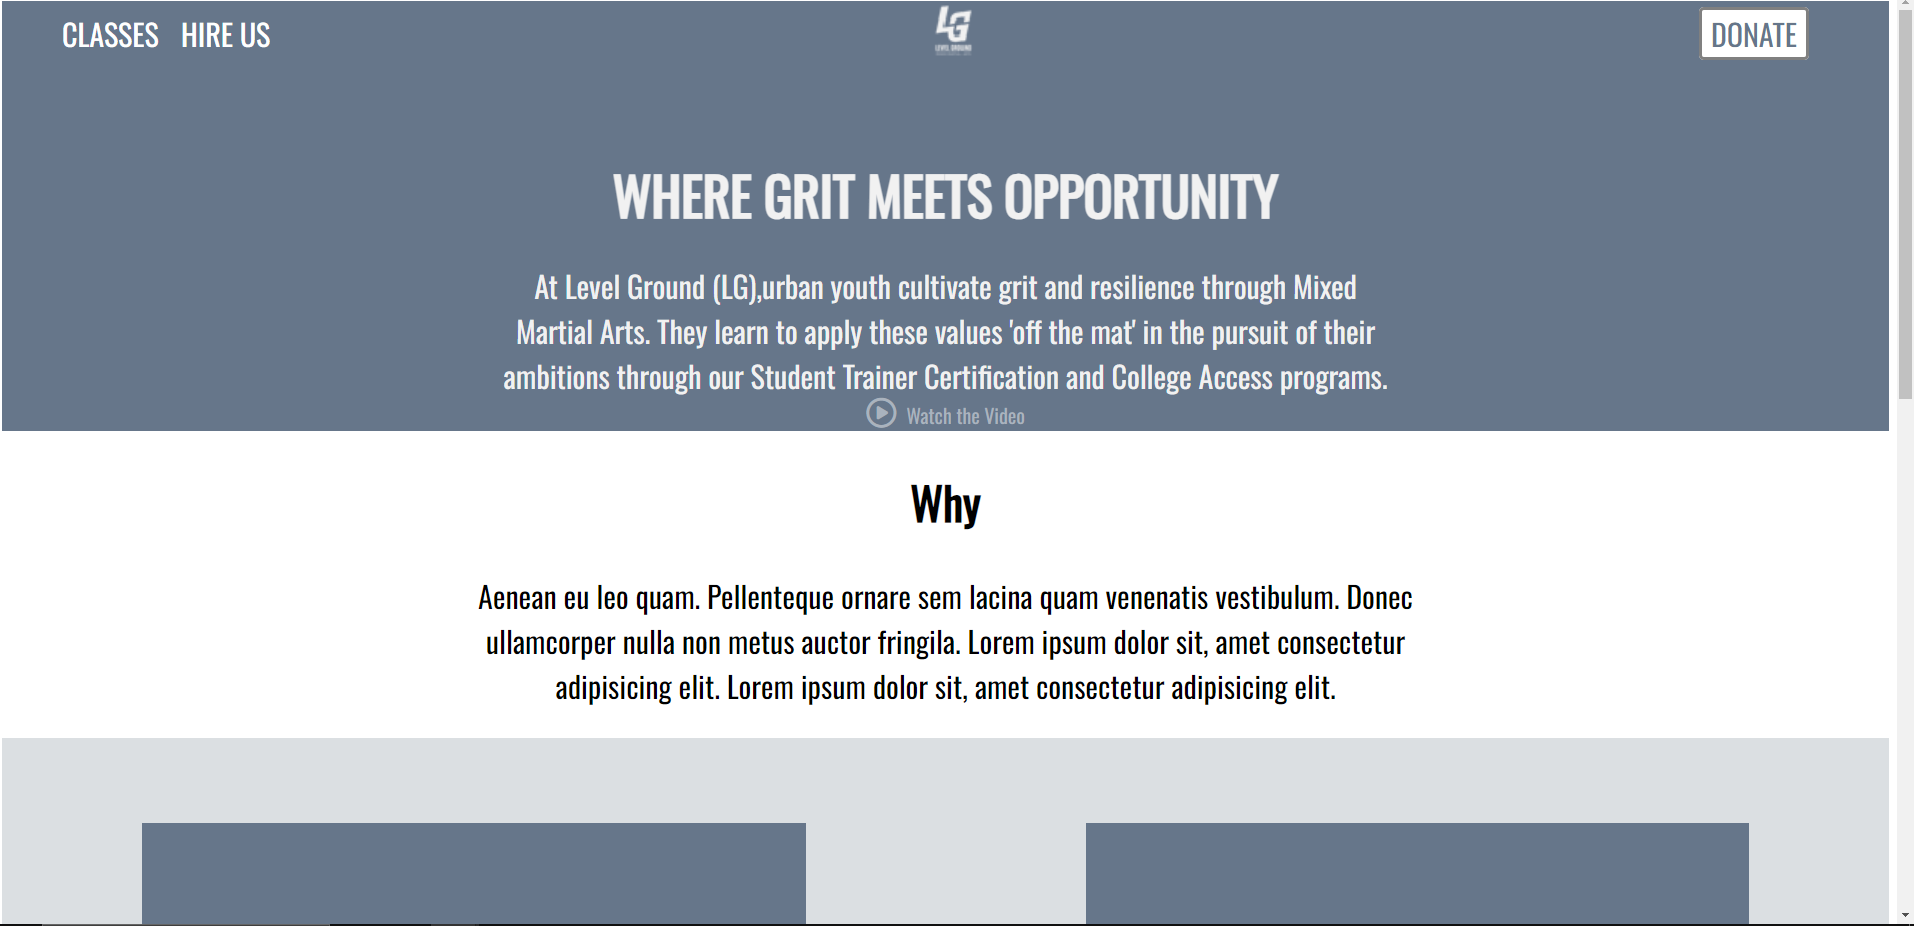 CLASSES HIRE US
LG
LEVEL GROUND
DONATE
WHERE GRIT MEETS OPPORTUNITY
At Level Ground (LG),urban youth cultivate grit and resilience through Mixed
Martial Arts. They learn to apply these values 'off the mat' in the pursuit of their
ambitions through our Student Trainer Certification and College Access programs.
Watch the Video
Why
Aenean eu leo quam. Pellenteque ornare sem lacina quam venenatis vestibulum. Donec
ullamcorper nulla non metus auctor fringila. Lorem ipsum dolor sit, amet consectetur
adipisicing elit. Lorem ipsum dolor sit, amet consectetur adipisicing elit.